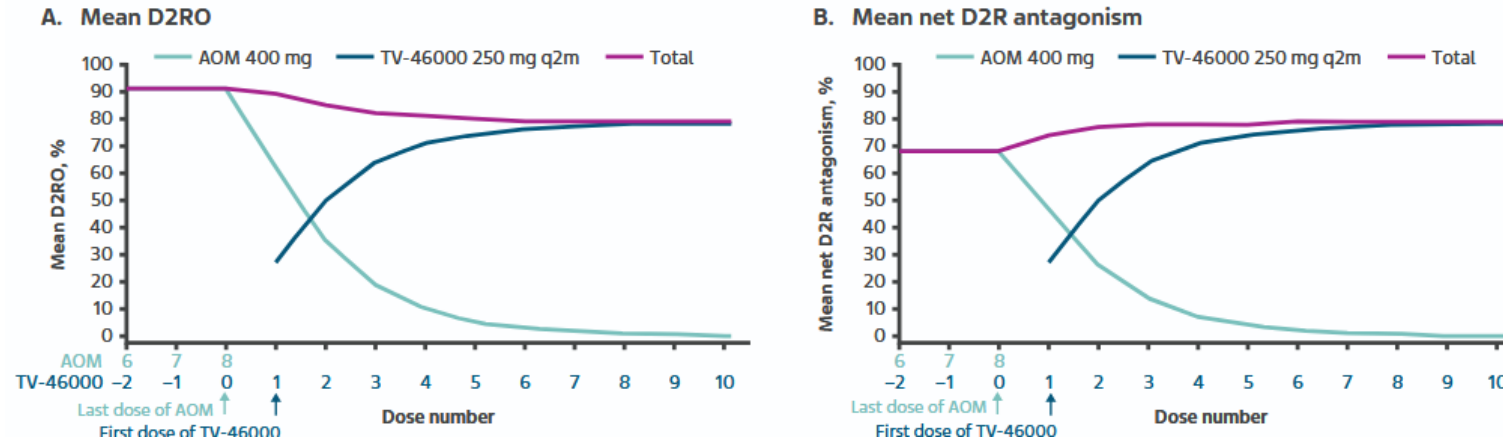 A. Mean D2RO
AOM 400 mg TV-46000 250 mg q2m Total
Mean D2RO, %
100
90
80
70
60
50
40
30
20
10
0
AOM 6 7 8
TV-46000 –2 –1 0 1 2 3 4 5 6 7 8 9 10
Last dose of AOM
First dose of TV-46000
Dose number
B. Mean net D2R antagonism
AOM 400 mg TV-46000 250 mg q2m Total
Mean net D2R antagonism, %
100
90
80
70
60
50
40
30
20
10
0
6 7 8
–2 –1 0 1 2 3 4 5 6 7 8 9 10
Last dose of AOM
First dose of TV-46000
Dose number